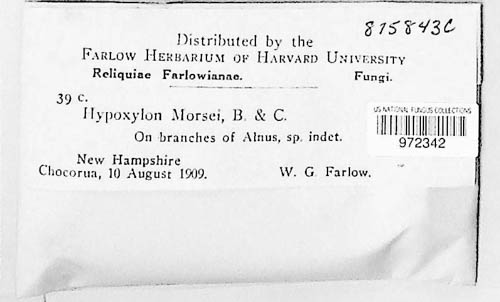 875843C
Distributed by the
FARLOW HERBARIUM OF HARVARD UNIVERSITY
Reliquiae Farlowianae. Fungi.
39 c.
Hypoxylon Morsei, B. & C.
On branches of Alnus, sp. indet.
US NATIONAL FUNGUS COLLECTIONS
972342
New Hampshire
Chocorua, 10 August 1909. W. G. Farlow.